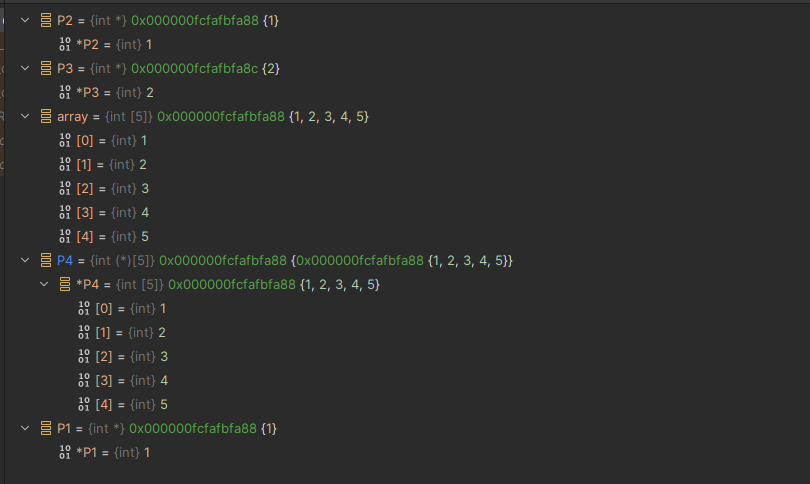 P2 = {int *} 0x000000fcfafbfa88 {1}
*P2 = {int} 1
P3 = {int *} 0x000000fcfafbfa8c {2}
*P3 = {int} 2
array = {int [5]} 0x000000fcfafbfa88 {1, 2, 3, 4, 5}
[0] = {int} 1
[1] = {int} 2
[2] = {int} 3
[3] = {int} 4
[4] = {int} 5
P4 = {int (*)[5]} 0x000000fcfafbfa88 {0x000000fcfafbfa88 {1, 2, 3, 4, 5}}
*P4 = {int [5]} 0x000000fcfafbfa88 {1, 2, 3, 4, 5}
[0] = {int} 1
[1] = {int} 2
[2] = {int} 3
[3] = {int} 4
[4] = {int} 5
P1 = {int *} 0x000000fcfafbfa88 {1}
*P1 = {int} 1